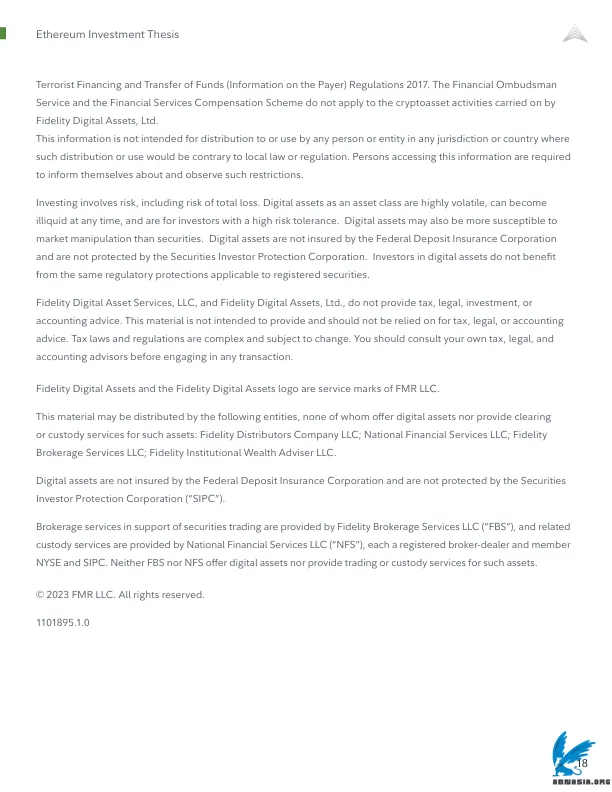 Ethereum Investment Thesis
Terrorist Financing and Transfer of Funds (Information on the Payer) Regulations 2017. The Financial Ombudsman
Service and the Financial Services Compensation Scheme do not apply to the cryptoasset activities carried on by
Fidelity Digital Assets, Ltd.
This information is not intended for distribution to or use by any person or entity in any jurisdiction or country where
such distribution or use would be contrary to local law or regulation. Persons accessing this information are required
to inform themselves about and observe such restrictions.
Investing involves risk, including risk of total loss. Digital assets as an asset class are highly volatile, can become
illiquid at any time, and are for investors with a high risk tolerance.  Digital assets may also be more susceptible to
market manipulation than securities.  Digital assets are not insured by the Federal Deposit Insurance Corporation
and are not protected by the Securities Investor Protection Corporation.  Investors in digital assets do not benefit
from the same regulatory protections applicable to registered securities.
Fidelity Digital Asset Services, LLC, and Fidelity Digital Assets, Ltd., do not provide tax, legal, investment, or
accounting advice. This material is not intended to provide and should not be relied on for tax, legal, or accounting
advice. Tax laws and regulations are complex and subject to change. You should consult your own tax, legal, and
accounting advisors before engaging in any transaction.
Fidelity Digital Assets and the Fidelity Digital Assets logo are service marks of FMR LLC.
This material may be distributed by the following entities, none of whom offer digital assets nor provide clearing
or custody services for such assets: Fidelity Distributors Company LLC; National Financial Services LLC; Fidelity
Brokerage Services LLC; Fidelity Institutional Wealth Adviser LLC.
Digital assets are not insured by the Federal Deposit Insurance Corporation and are not protected by the Securities
Investor Protection Corporation (“SIPC”).
Brokerage services in support of securities trading are provided by Fidelity Brokerage Services LLC (“FBS”), and related
custody services are provided by National Financial Services LLC (“NFS”), each a registered broker-dealer and member
NYSE and SIPC. Neither FBS nor NFS offer digital assets nor provide trading or custody services for such assets.
© 2023 FMR LLC. All rights reserved.
1101895.1.0
18
ABNASIA.ORG